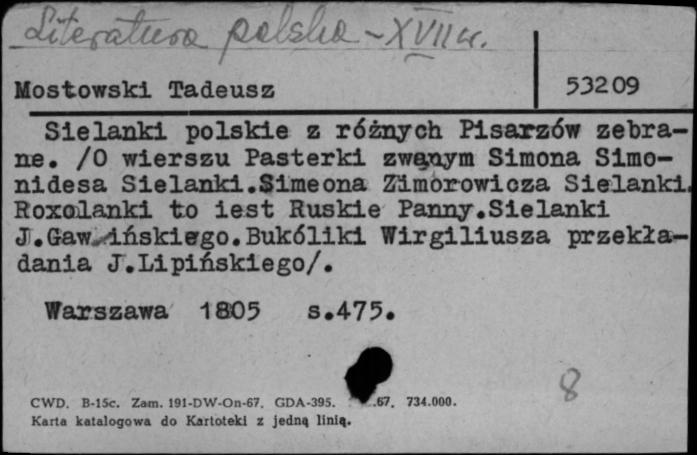 Literatura polska - XVII w.
Mostowski Tadeusz
53209
Sielanki polskie z różnych Pisarzów zebra-
ne. /O wierszu Pasterki zwanym Simona Simo-
nidesa Sielanki.Simeona Zimorowicza Sielanki.
Roxolanki to iest Ruskie Panny.Sielanki
J.Gawińskiego.Bukóliki Wirgiliusza przekła-
dania J.Lipińskiego/.
Warszawa 1805 s.475.
8
CWD. B-15c. Zam. 191-DW-On-67. GDA-395. .67. 734.000.
Karta katalogowa do Kartoteki z jedną linią.